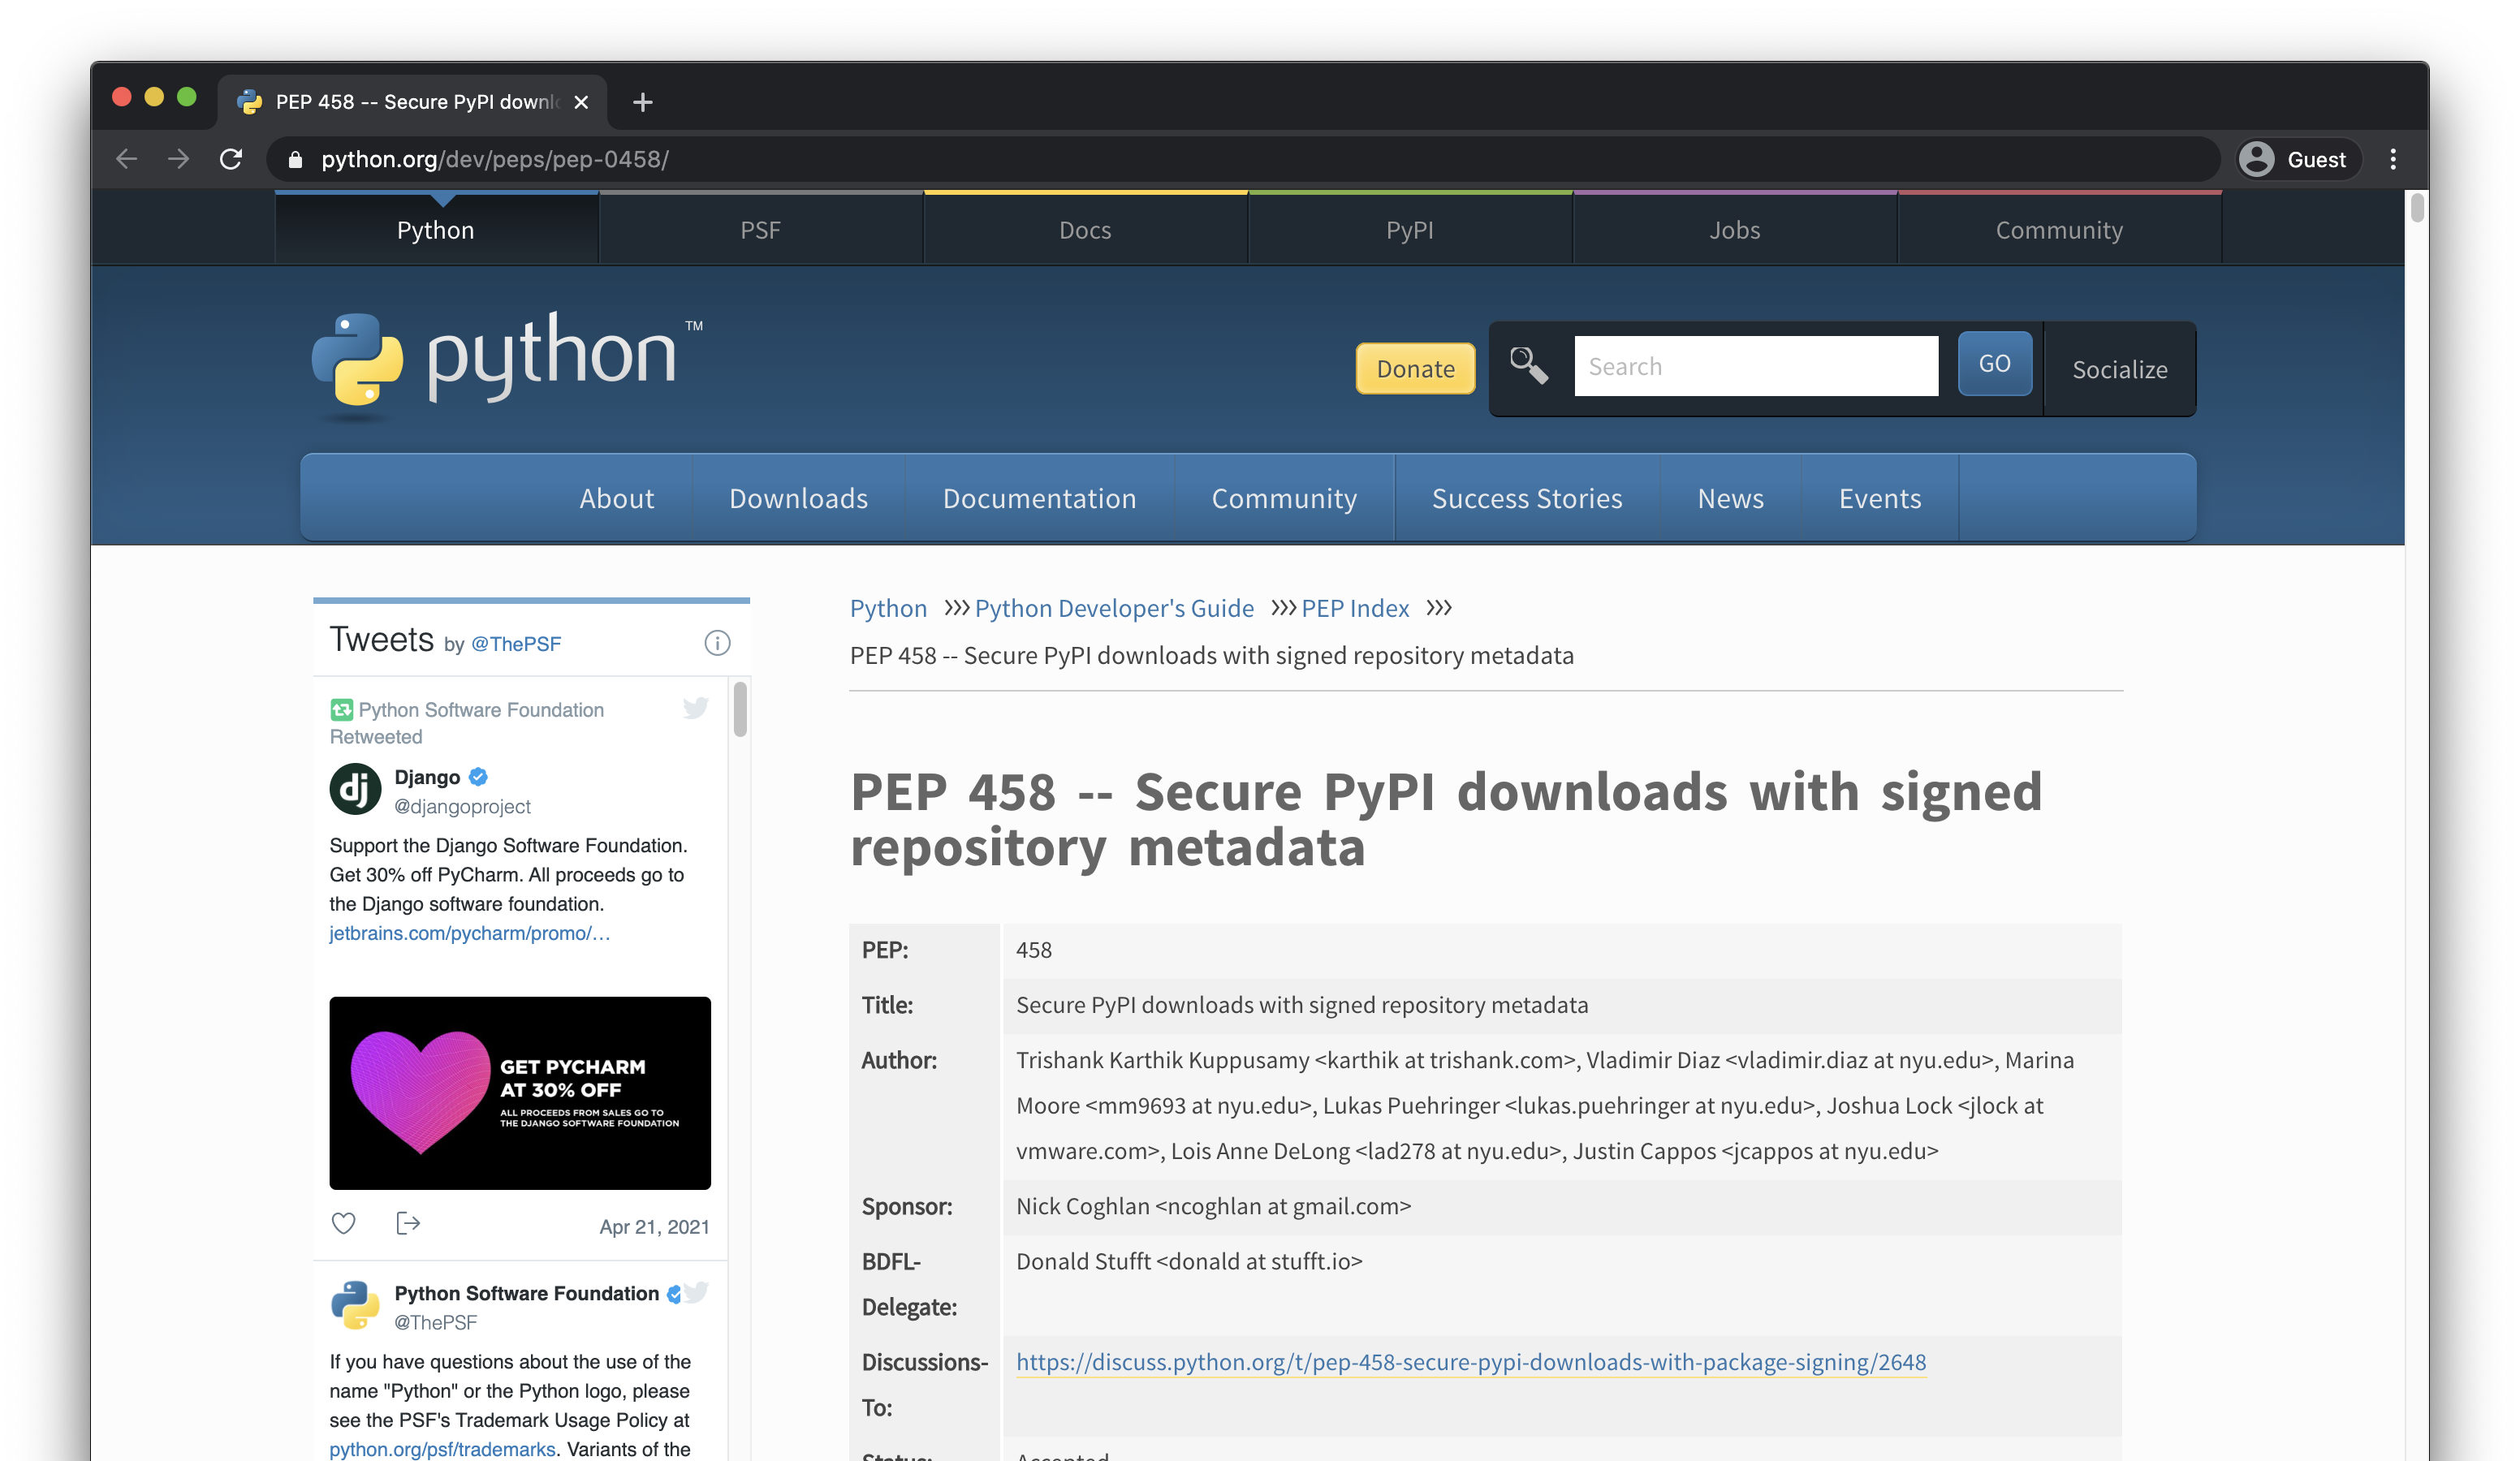 PEP 458 -- Secure PyPI downl
python.org/dev/peps/pep-0458/
Guest
Python
PSF
Docs
PyPI
Jobs
Community
python™
Donate
Search
GO
Socialize
About
Downloads
Documentation
Community
Success Stories
News
Events
Tweets by @ThePSF
Python Software Foundation
Retweeted
dj
Django
@djangoproject
Support the Django Software Foundation.
Get 30% off PyCharm. All proceeds go to
the Django software foundation.
jetbrains.com/pycharm/promo/…
GET PYCHARM
AT 30% OFF
ALL PROCEEDS FROM SALES GO TO
THE DJANGO SOFTWARE FOUNDATION
Apr 21, 2021
Python Software Foundation
@ThePSF
If you have questions about the use of the
name "Python" or the Python logo, please
see the PSF's Trademark Usage Policy at
python.org/psf/trademarks. Variants of the
Python >>> Python Developer's Guide >>> PEP Index >>>
PEP 458 -- Secure PyPI downloads with signed repository metadata
PEP 458 -- Secure PyPI downloads with signed
repository metadata
PEP: 458
Title: Secure PyPI downloads with signed repository metadata
Author: Trishank Karthik Kuppusamy <karthik at trishank.com>, Vladimir Diaz <vladimir.diaz at nyu.edu>, Marina
Moore <mm9693 at nyu.edu>, Lukas Puehringer <lukas.puehringer at nyu.edu>, Joshua Lock <jlock at
vmware.com>, Lois Anne DeLong <lad278 at nyu.edu>, Justin Cappos <jcappos at nyu.edu>
Sponsor: Nick Coghlan <ncoghlan at gmail.com>
BDFL- Donald Stufft <donald at stufft.io>
Delegate:
Discussions- https://discuss.python.org/t/pep-458-secure-pypi-downloads-with-package-signing/2648
To:
Status: Accepted